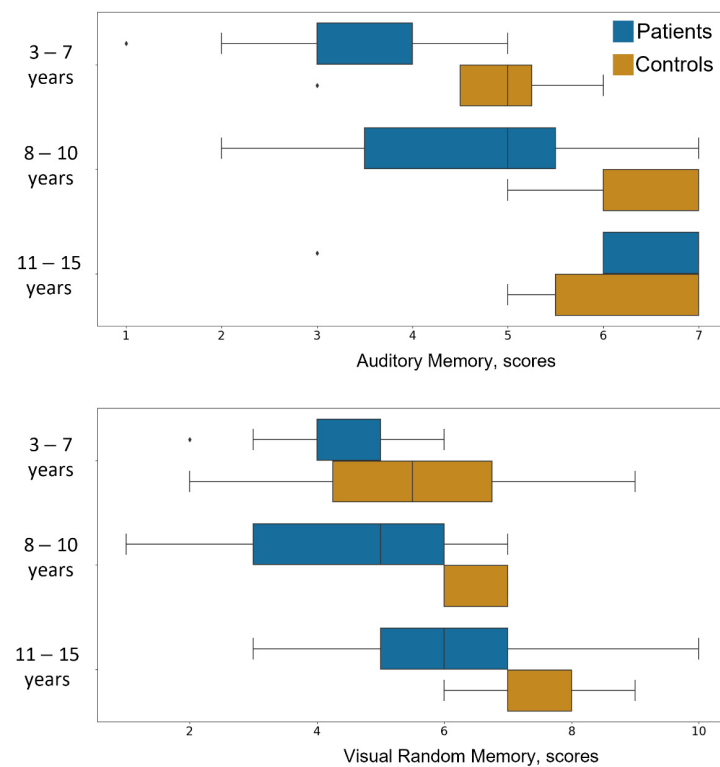 Patients
Controls
3 – 7
years
8 – 10
years
11 – 15
years
1 2 3 4 5 6 7
Auditory Memory, scores
3 – 7
years
8 – 10
years
11 – 15
years
2 4 6 8 10
Visual Random Memory, scores